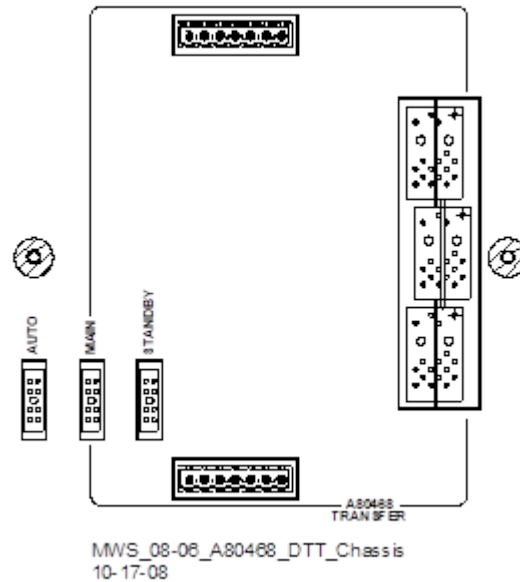 AUTO
MAIN
STANDBY
A80468
TRANSFER
MWS_08-06_A80468_DTT_Chassis
10-17-08